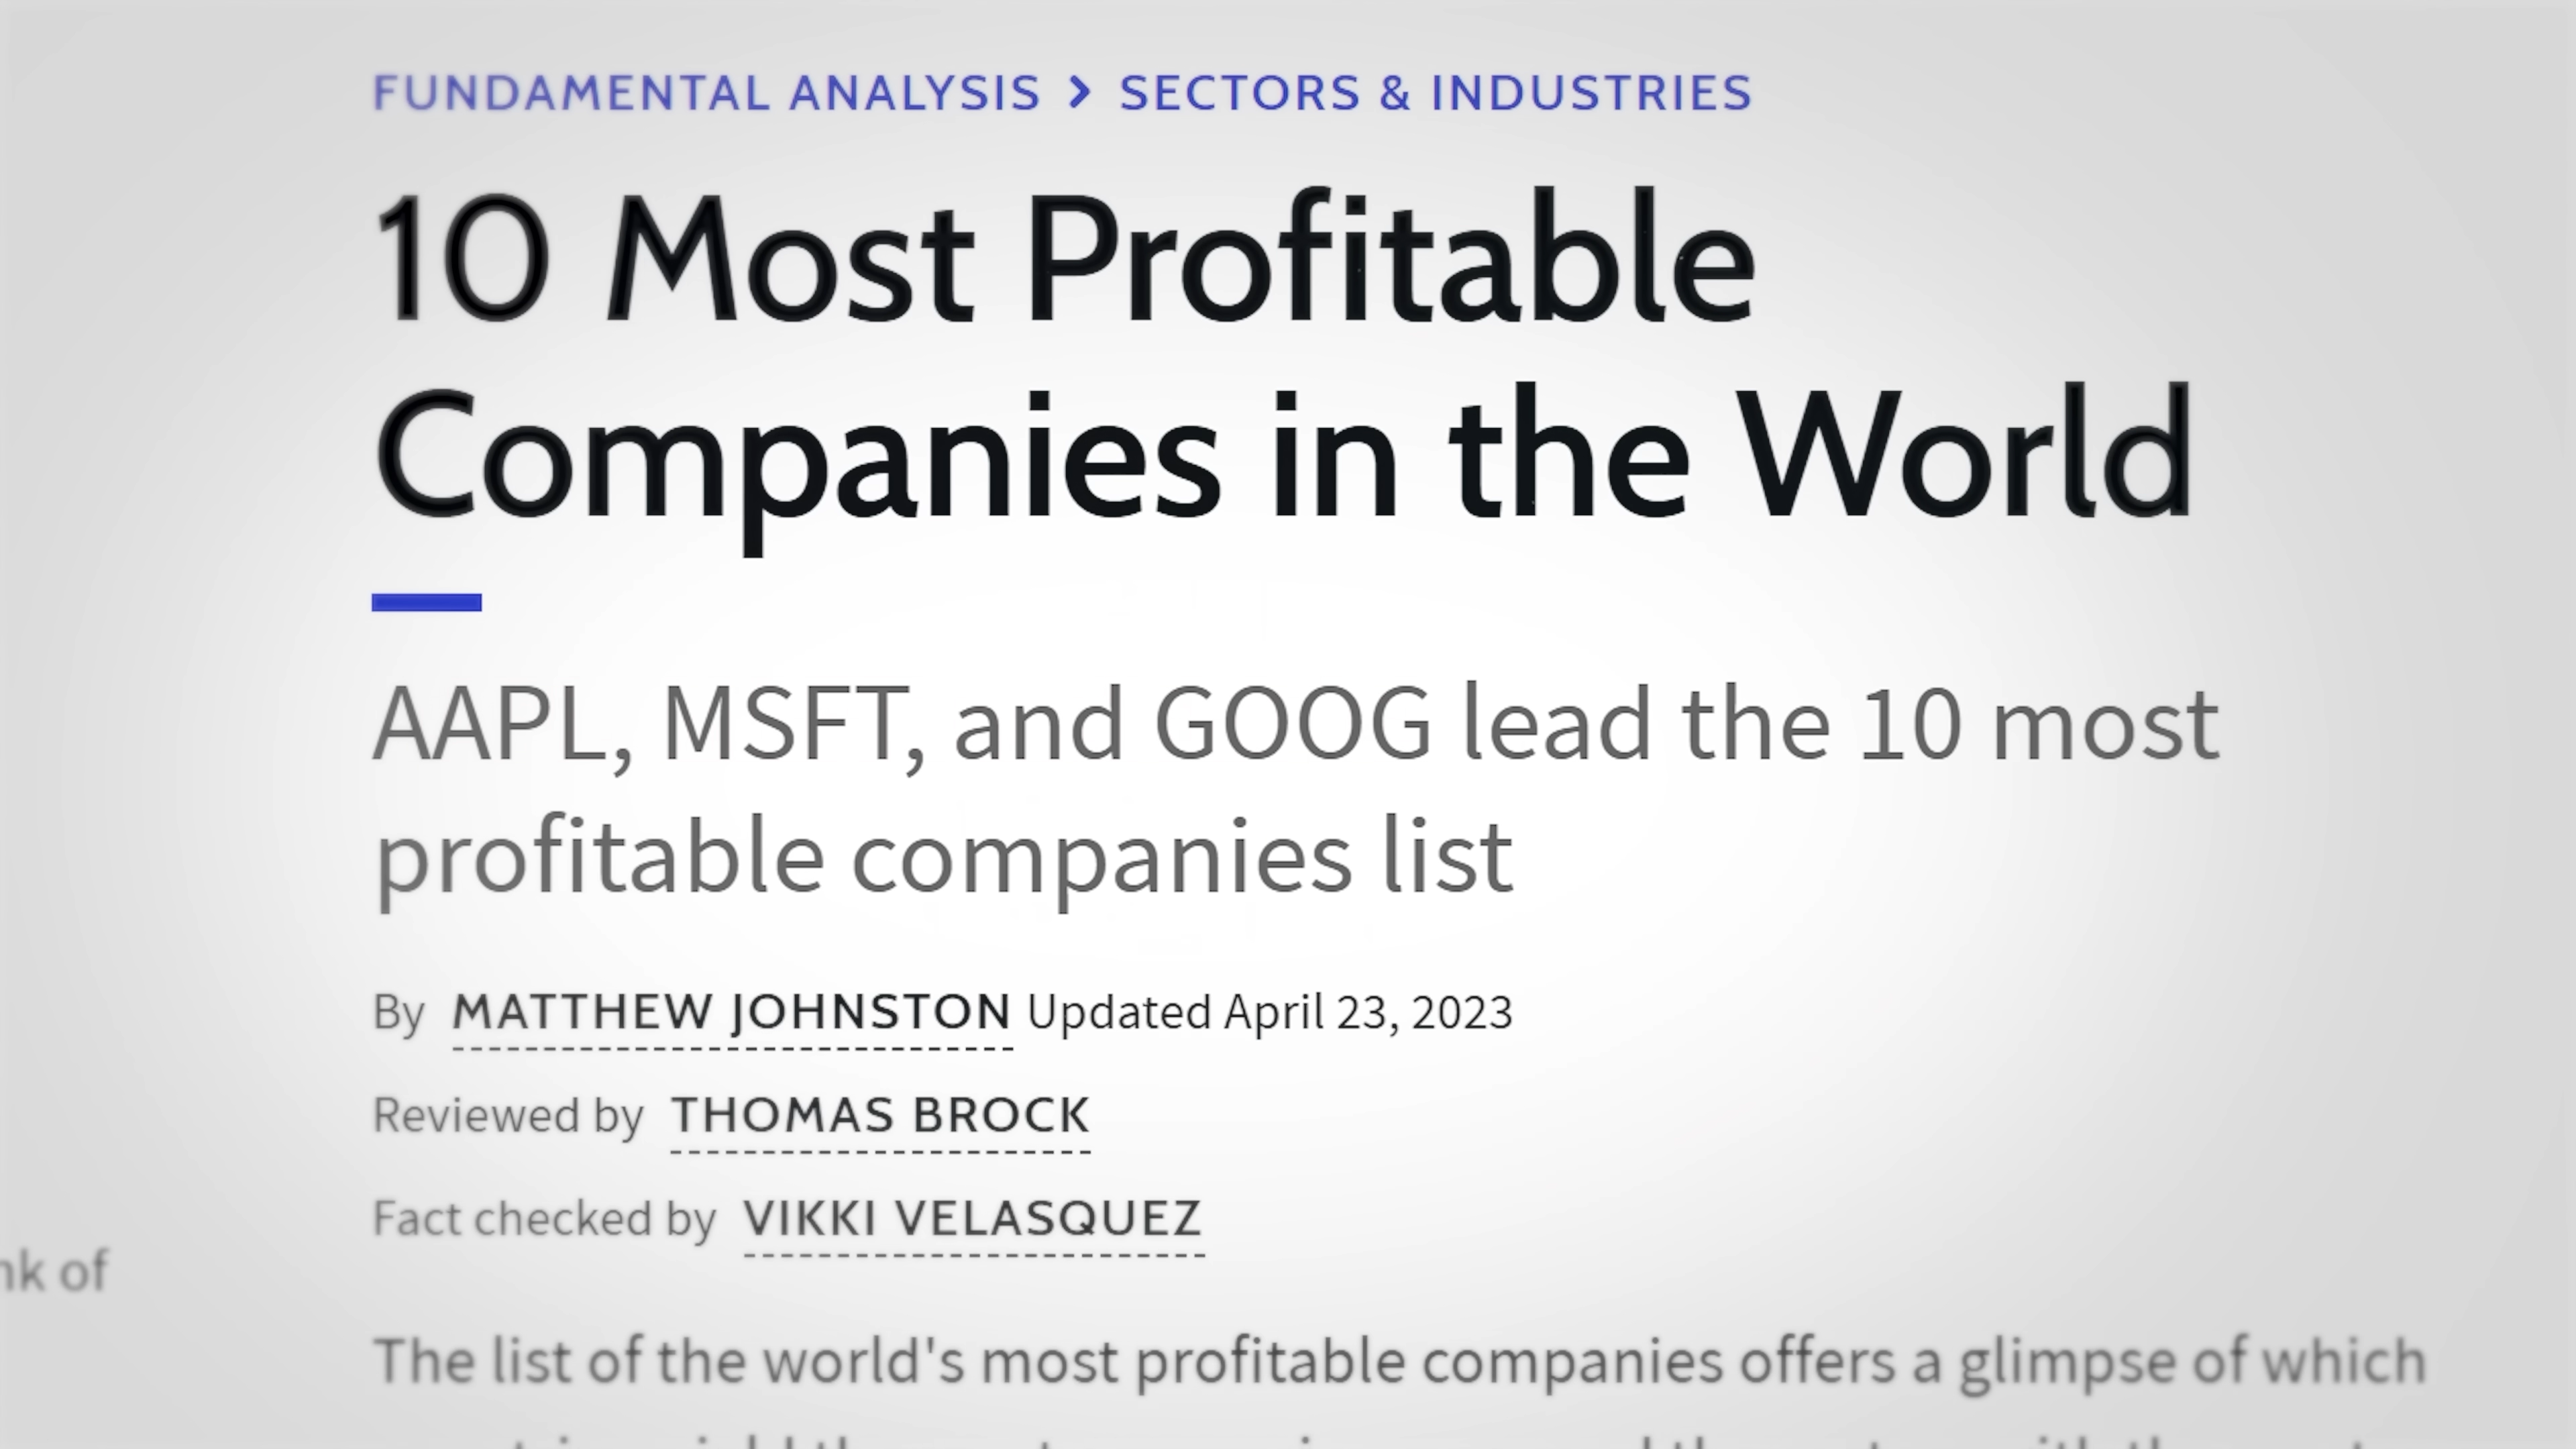 FUNDAMENTAL ANALYSIS > SECTORS & INDUSTRIES
10 Most Profitable
Companies in the World
AAPL, MSFT, and GOOG lead the 10 most
profitable companies list
By MATTHEW JOHNSTON Updated April 23, 2023
Reviewed by THOMAS BROCK
Fact checked by VIKKI VELASQUEZ
of
The list of the world's most profitable companies offers a glimpse of which